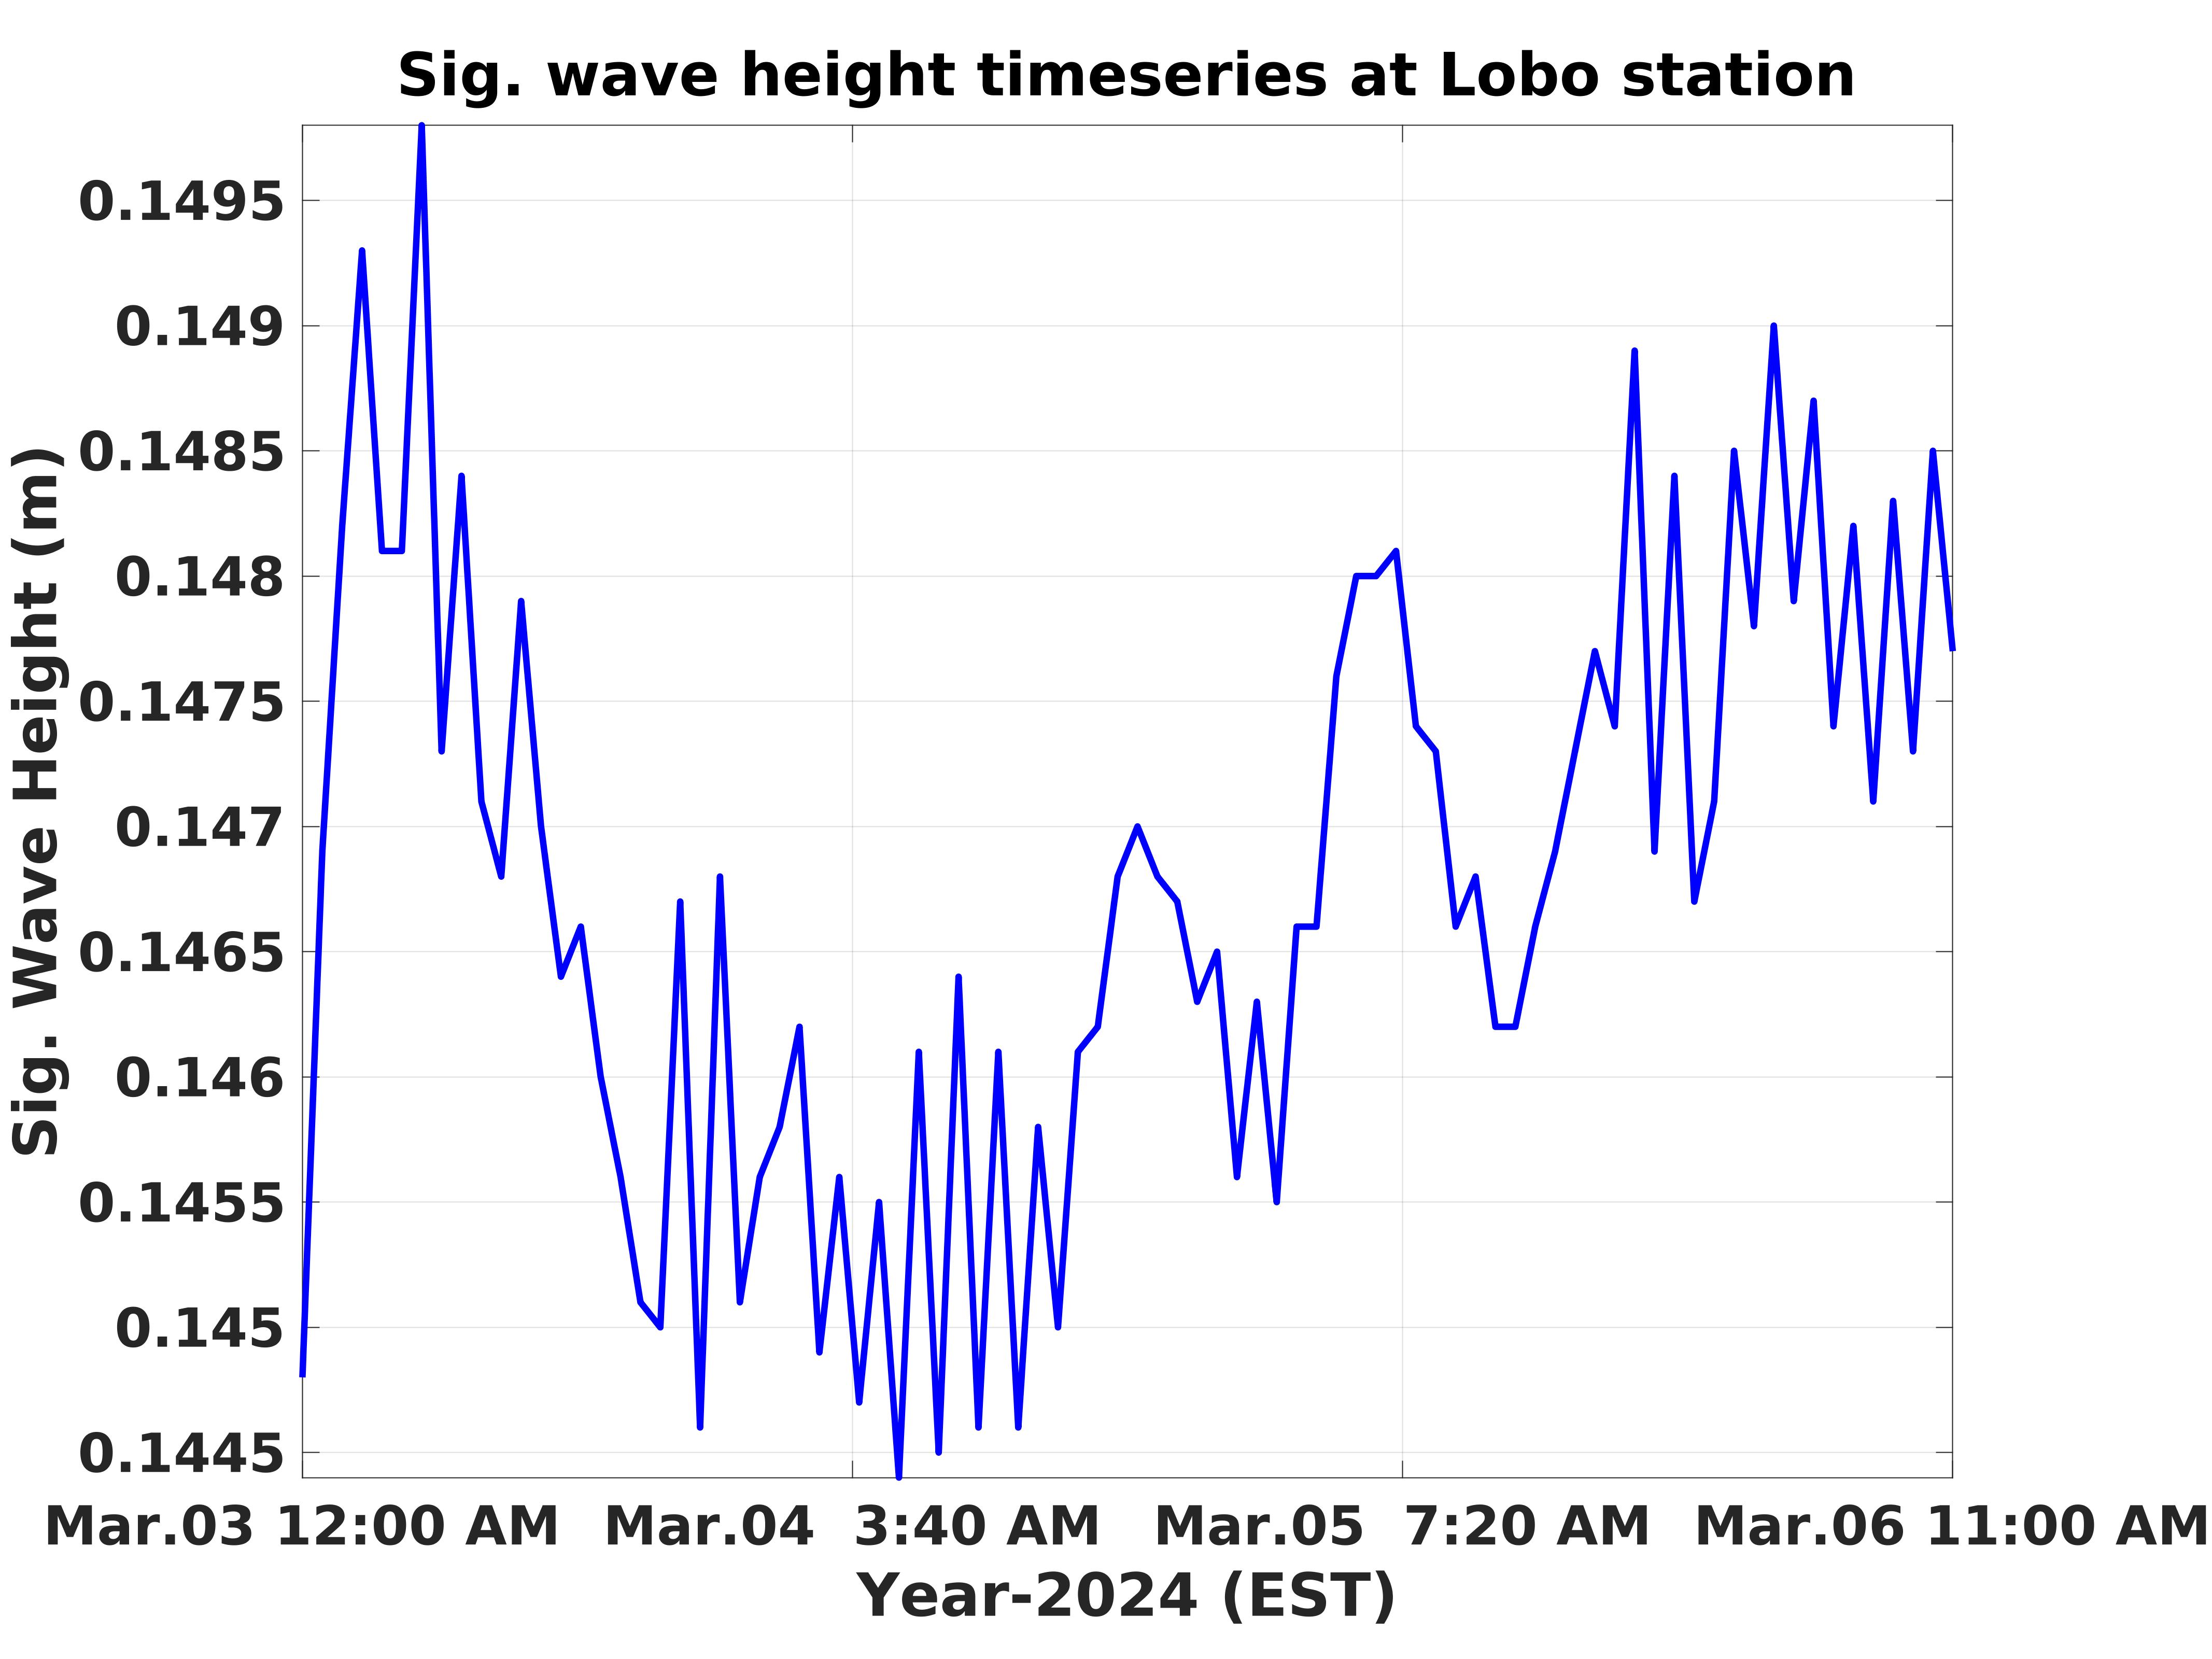 Sig. wave height timeseries at Lobo station
Sig. Wave Height (m)
0.1495
0.149
0.1485
0.148
0.1475
0.147
0.1465
0.146
0.1455
0.145
0.1445
Mar.03 12:00 AM Mar.04 3:40 AM Mar.05 7:20 AM Mar.06 11:00 AM
Year-2024 (EST)